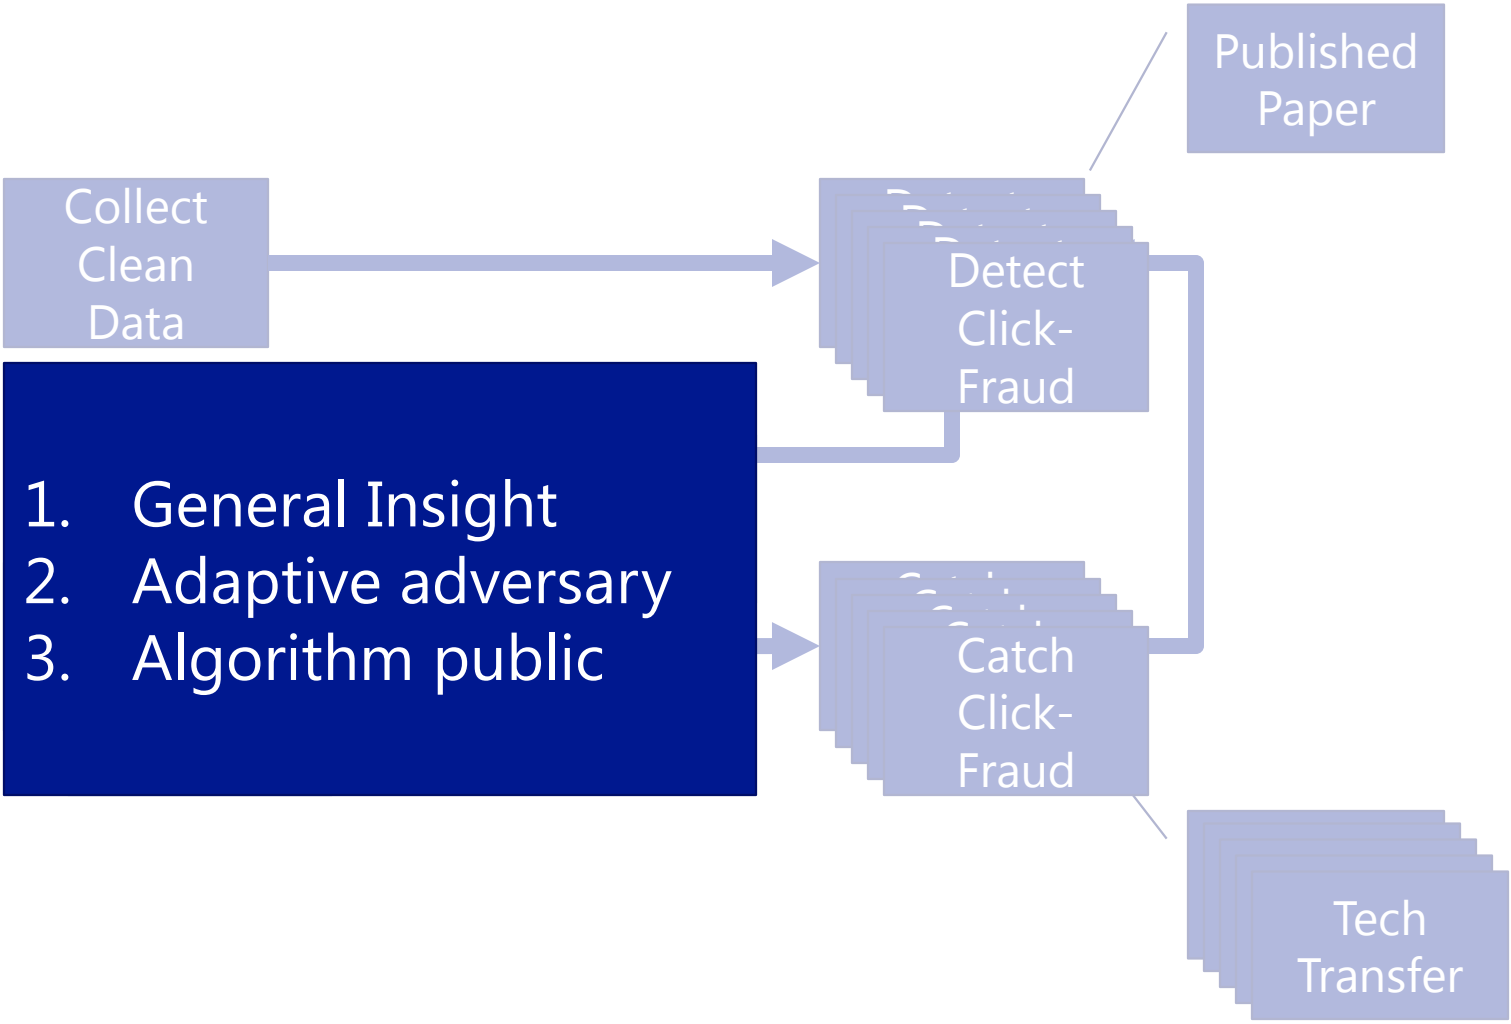 Published
Paper
Collect
Clean
Data
Detect
Click-
Fraud
1. General Insight
2. Adaptive adversary
3. Algorithm public
Catch
Click-
Fraud
Tech
Transfer